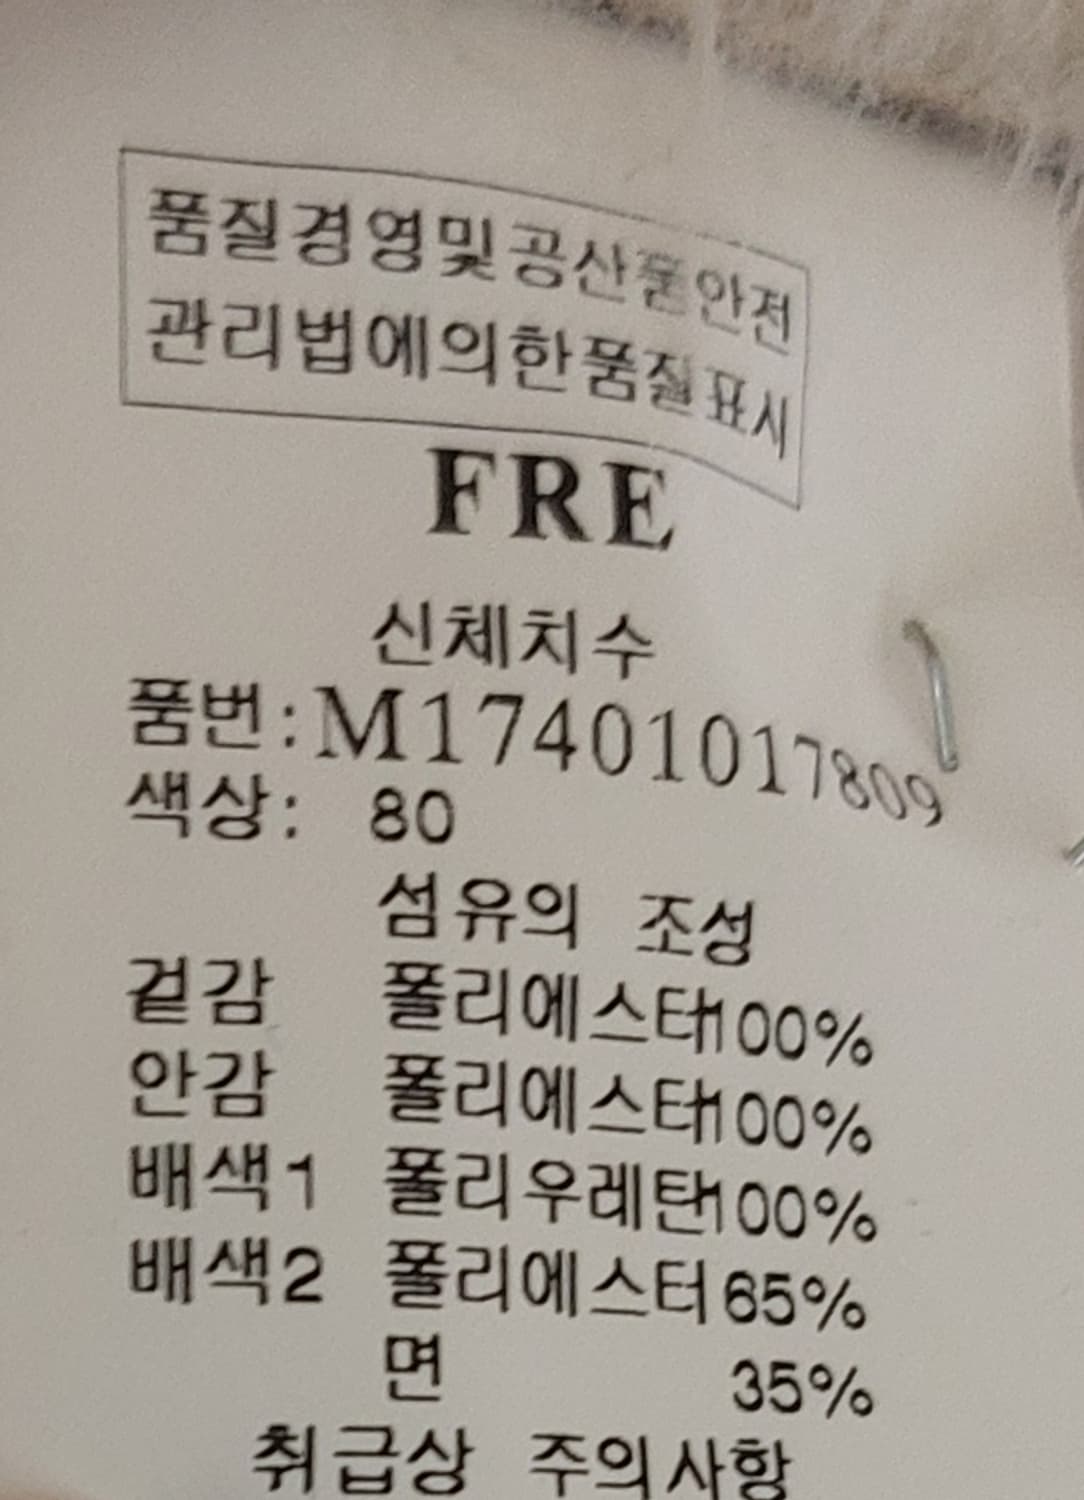 품질경영및공산품안전
관리법에의한품질표시
FRE
신체치수
품번:M17401017809
색상: 80
섬유의 조성
겉감 폴리에스터100%
안감 폴리에스터100%
배색1 폴리우레탄100%
배색2 폴리에스터65%
면 35%
취급상 주의사항